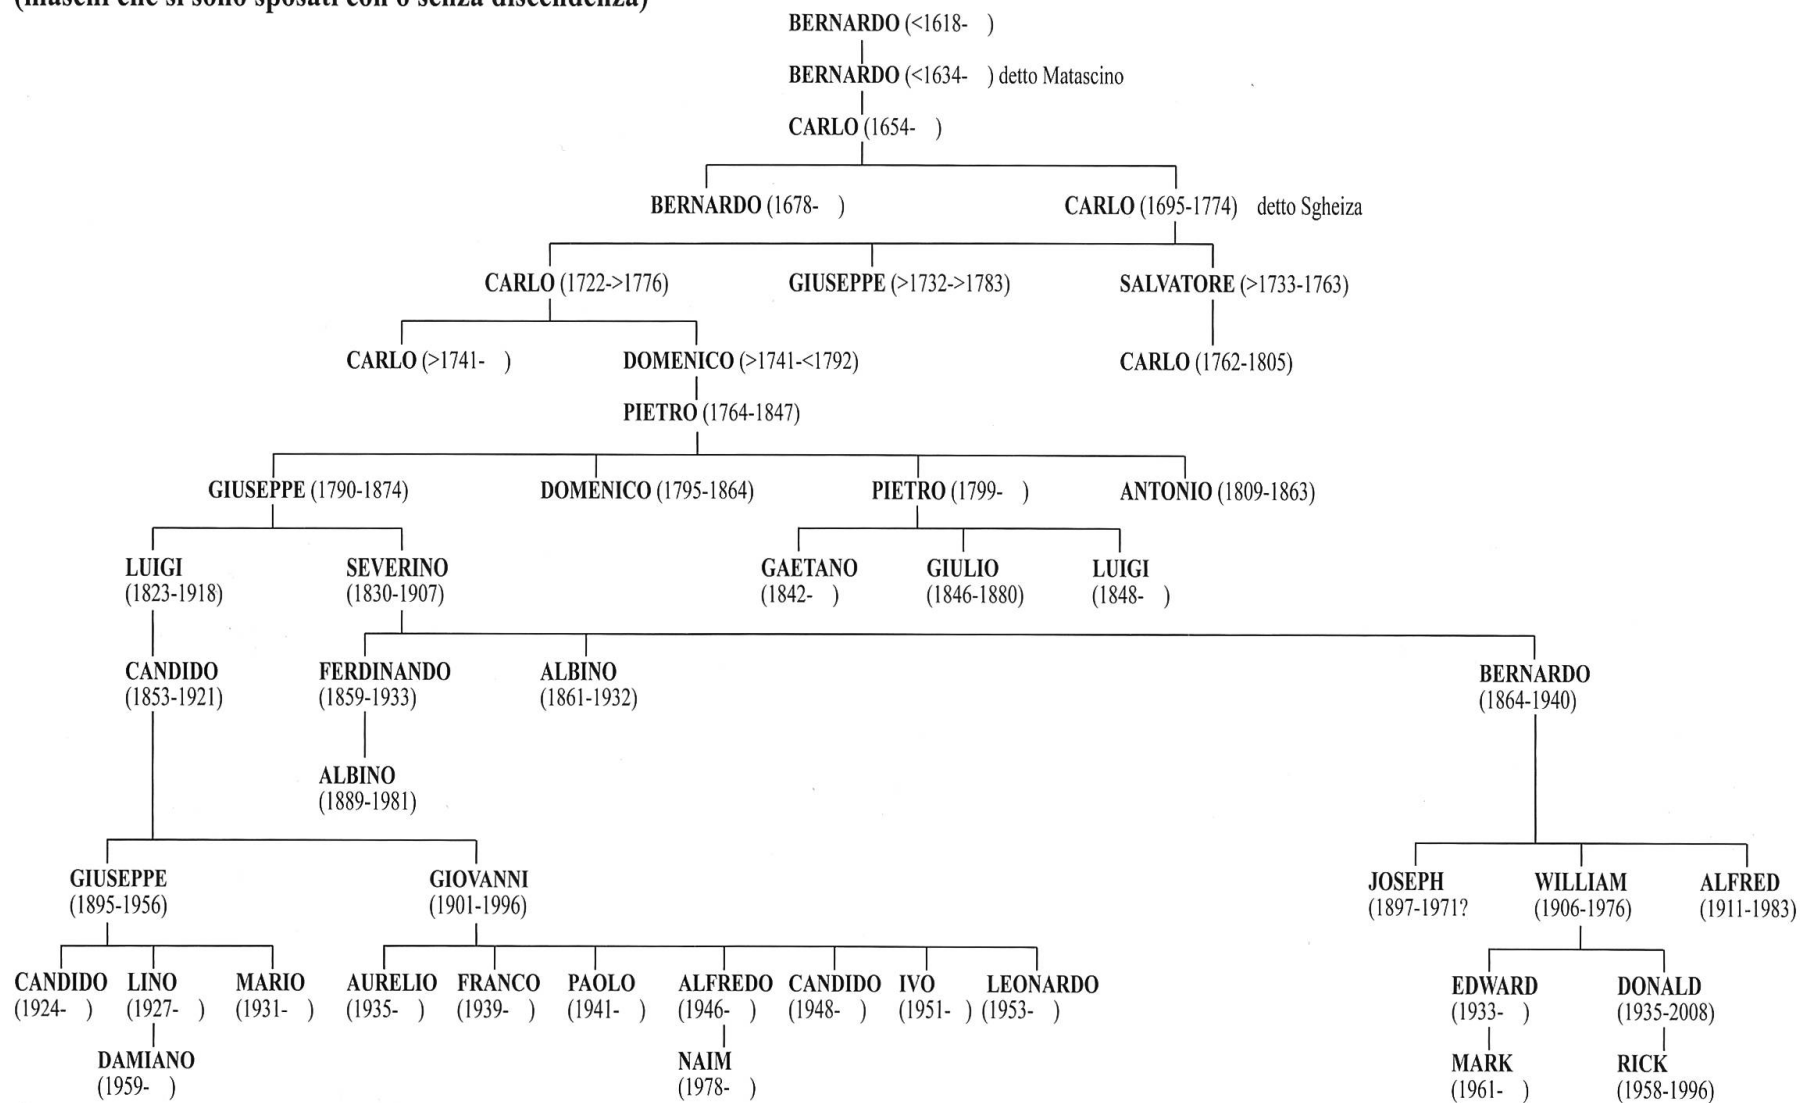 (maschi che si sono sposati con o senza discendenza)
BERNARDO (<1618- )
BERNARDO (<1634- ) detto Matascino
CARLO (1654- )
BERNARDO (1678- ) CARLO (1695-1774) detto Sgheiza
CARLO (1722->1776) GIUSEPPE (>1732->1783) SALVATORE (>1733-1763)
CARLO (>1741- ) DOMENICO (>1741-<1792) CARLO (1762-1805)
PIETRO (1764-1847)
GIUSEPPE (1790-1874) DOMENICO (1795-1864) PIETRO (1799- ) ANTONIO (1809-1863)
LUIGI SEVERINO GAETANO GIULIO LUIGI
(1823-1918) (1830-1907) (1842- ) (1846-1880) (1848- )
CANDIDO FERDINANDO ALBINO BERNARDO
(1853-1921) (1859-1933) (1861-1932) (1864-1940)
ALBINO
(1889-1981)
GIUSEPPE GIOVANNI JOSEPH WILLIAM ALFRED
(1895-1956) (1901-1996) (1897-1971? (1906-1976) (1911-1983)
CANDIDO LINO MARIO AURELIO FRANCO PAOLO ALFREDO CANDIDO IVO LEONARDO EDWARD DONALD
(1924- ) (1927- ) (1931- ) (1935- ) (1939- ) (1941- ) (1946- ) (1948- ) (1951- ) (1953- ) (1933- ) (1935-2008)
DAMIANO NAIM MARK RICK
(1959- ) (1978- ) (1961- ) (1958-1996)